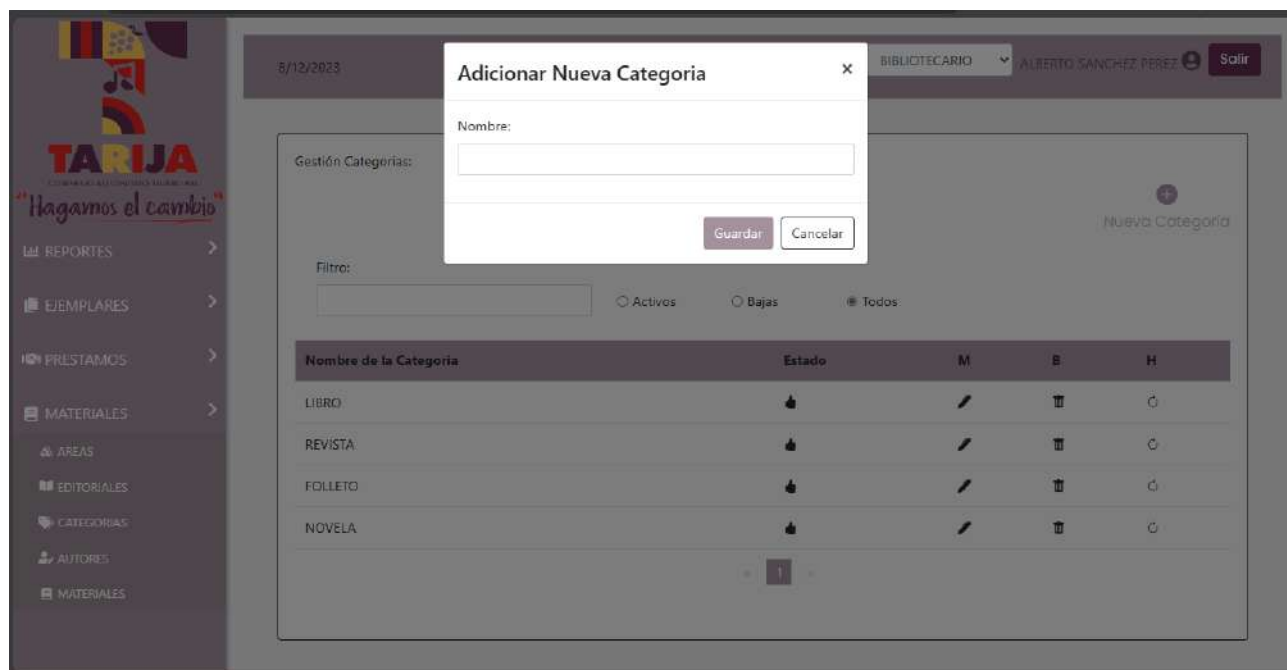 TARIJA
"Hagamos el cambio"
REPORTES
EJEMPLARES
PRESTAMOS
MATERIALES
AREAS
EDITORIALES
CATEGORIAS
AUTORES
MATERIALES
8/12/2023
BIBLIOTECARIO
ALBERTO SANCHEZ PEREZ
Salir
Adicionar Nueva Categoria
×
Nombre:
Guardar
Cancelar
Gestión Categorias:
Nueva Categoría
Filtro:
Activos
Bajas
Todos
Nombre de la Categoria Estado M B H
LIBRO
REVISTA
FOLLETO
NOVELA
« 1 »